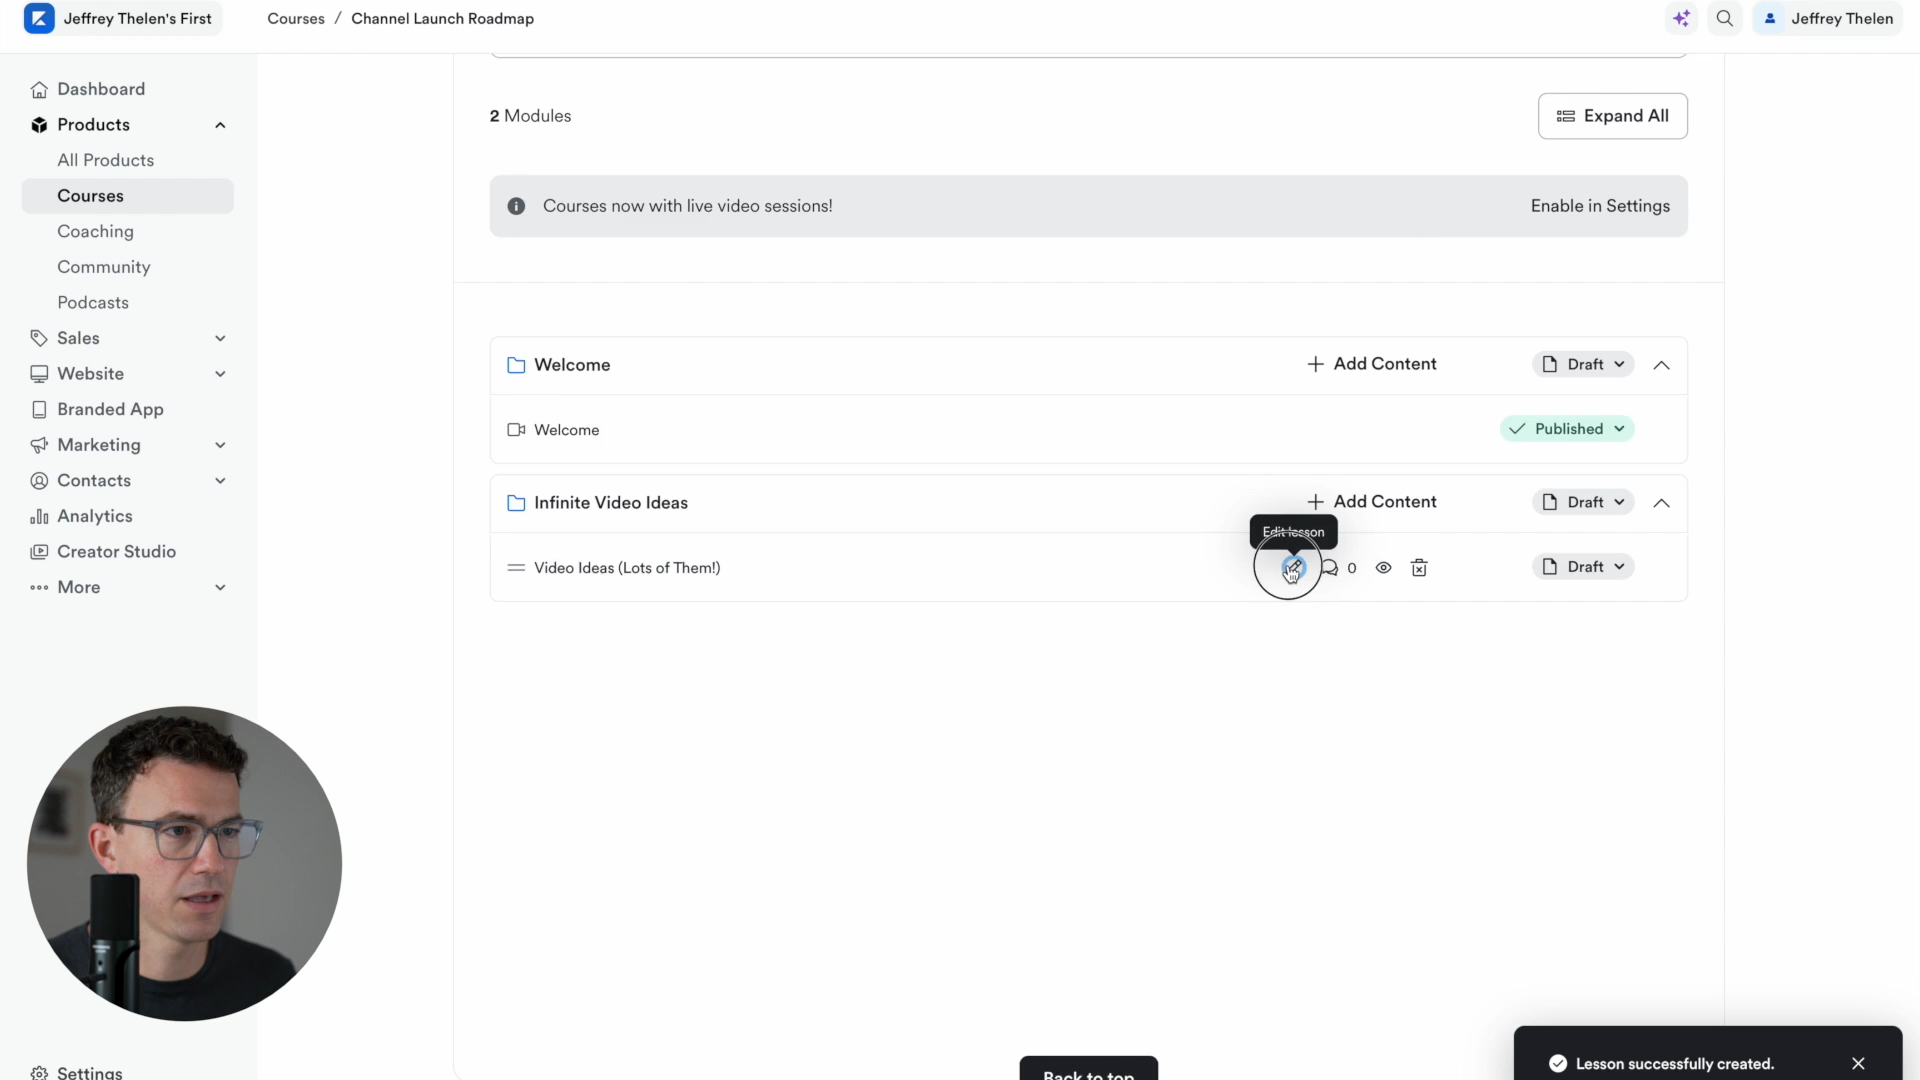 Jeffrey Thelen's First
Courses / Channel Launch Roadmap
Jeffrey Thelen
Dashboard
Products
All Products
Courses
Coaching
Community
Podcasts
Sales
Website
Branded App
Marketing
Contacts
Analytics
Creator Studio
More
Settings
2 Modules
Expand All
Courses now with live video sessions!
Enable in Settings
Welcome
Add Content
Draft
Welcome
Published
Infinite Video Ideas
Add Content
Draft
Edit lesson
Video Ideas (Lots of Them!)
0
Draft
Back to top
Lesson successfully created.